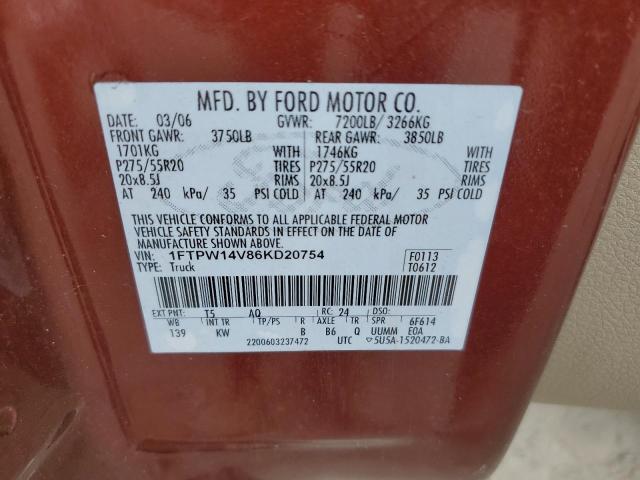 MFD. BY FORD MOTOR CO.
DATE: 03/06 GVWR: 7200LB/ 3266KG
FRONT GAWR: 3750LB REAR GAWR: 3850LB
1701KG WITH 1746KG WITH
P275/55R20 TIRES P275/55R20 TIRES
20x8.5J RIMS 20x8.5J RIMS
AT 240 kPa/ 35 PSI COLD AT 240 kPa/ 35 PSI COLD
THIS VEHICLE CONFORMS TO ALL APPLICABLE FEDERAL MOTOR
VEHICLE SAFETY STANDARDS IN EFFECT ON THE DATE OF
MANUFACTURE SHOWN ABOVE.
VIN: 1FTPW14V86KD20754 F0113
TYPE: Truck T0612
EXT PNT: T5 AQ RC: 24 DSO:
WB INT TR TP/PS R AXLE TR SPR 6F614
139 KW B B6 Q UUMM E0A
2200603237472 UTC 5U5A-1520472-BA